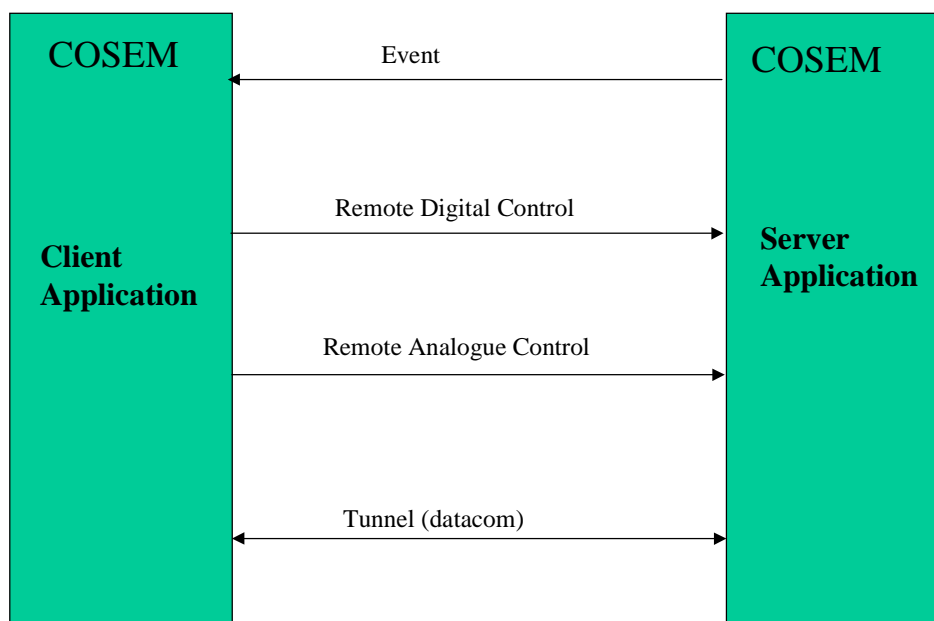 COSEM
Client
Application
Event
Remote Digital Control
Remote Analogue Control
Tunnel (datacom)
COSEM
Server
Application